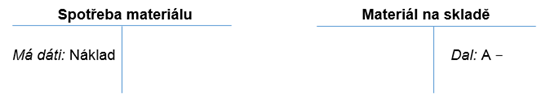 Spotřeba materiálu
Materiál na skladě
Má dáti: Náklad
Dal: A −